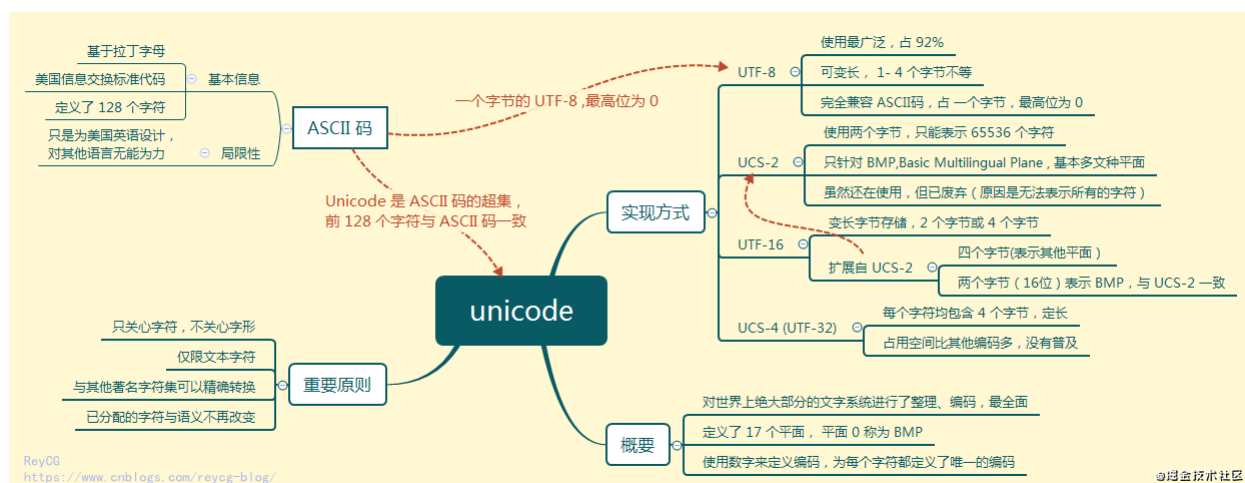 基于拉丁字母
美国信息交换标准代码
定义了 128 个字符
基本信息
只是为美国英语设计，
对其他语言无能为力
局限性
ASCII 码
一个字节的 UTF-8 ,最高位为 0
Unicode 是 ASCII 码的超集，
前 128 个字符与 ASCII 码一致
unicode
只关心字符，不关心字形
仅限文本字符
与其他著名字符集可以精确转换
已分配的字符与语义不再改变
重要原则
实现方式
UTF-8
使用最广泛，占 92%
可变长， 1- 4 个字节不等
完全兼容 ASCII码，占 一个字节，最高位为 0
UCS-2
使用两个字节，只能表示 65536 个字符
只针对 BMP,Basic Multilingual Plane，基本多文种平面
虽然还在使用，但已废弃（原因是无法表示所有的字符）
UTF-16
变长字节存储，2 个字节或 4 个字节
扩展自 UCS-2
四个字节(表示其他平面 )
两个字节（16位）表示 BMP，与 UCS-2 一致
UCS-4 (UTF-32)
每个字符均包含 4 个字节，定长
占用空间比其他编码多，没有普及
概要
对世界上绝大部分的文字系统进行了整理、编码，最全面
定义了 17 个平面， 平面 0 称为 BMP
使用数字来定义编码，为每个字符都定义了唯一的编码
ReyCG
https://www.cnblogs.com/reycg-blog/
@掘金技术社区